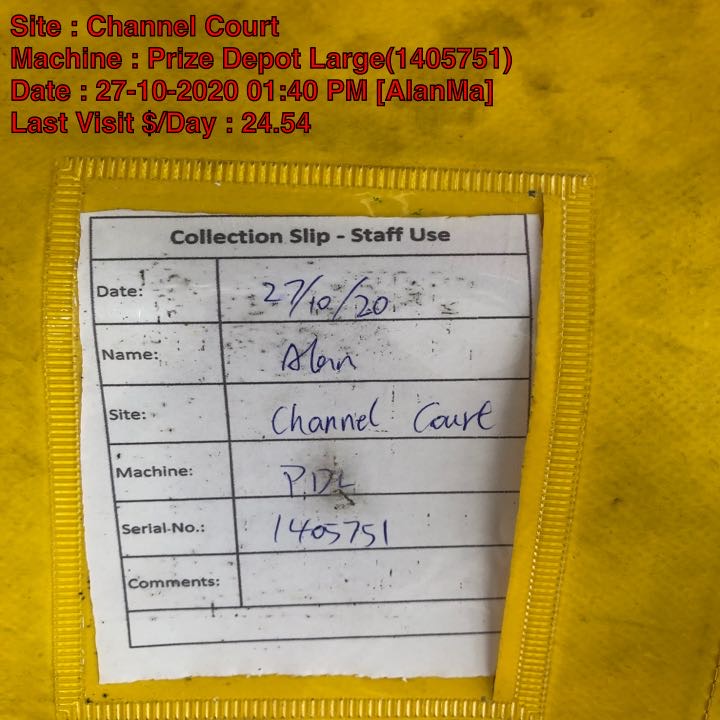 Site : Channel Court
Machine : Prize Depot Large(1405751)
Date : 27-10-2020 01:40 PM [AlanMa]
Last Visit $/Day : 24.54
Collection Slip - Staff Use
Date: 27/10/20
Name: Alan
Site: Channel Court
Machine: PDL
Serial No.: 1405751
Comments: